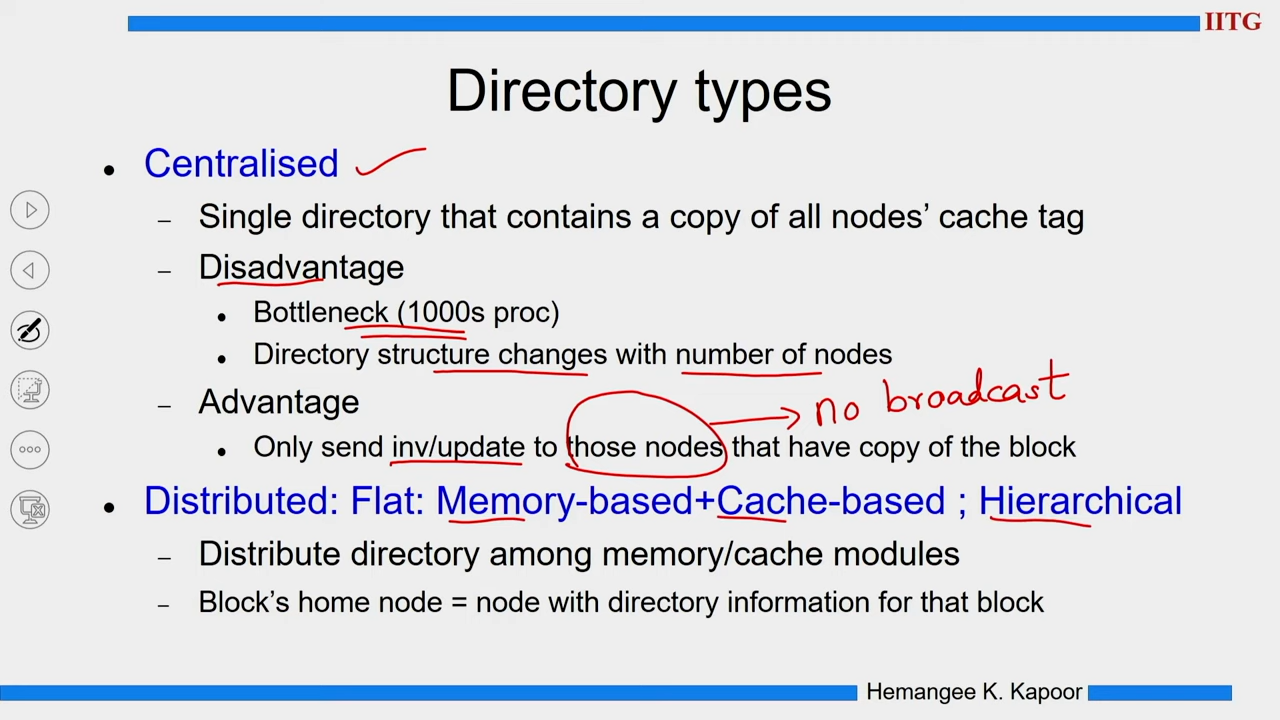 IITG
Directory types
• Centralised
– Single directory that contains a copy of all nodes’ cache tag
– Disadvantage
• Bottleneck (1000s proc)
• Directory structure changes with number of nodes
– Advantage
no broadcast
• Only send inv/update to those nodes that have copy of the block
• Distributed: Flat: Memory-based+Cache-based ; Hierarchical
– Distribute directory among memory/cache modules
– Block’s home node = node with directory information for that block
Hemangee K. Kapoor